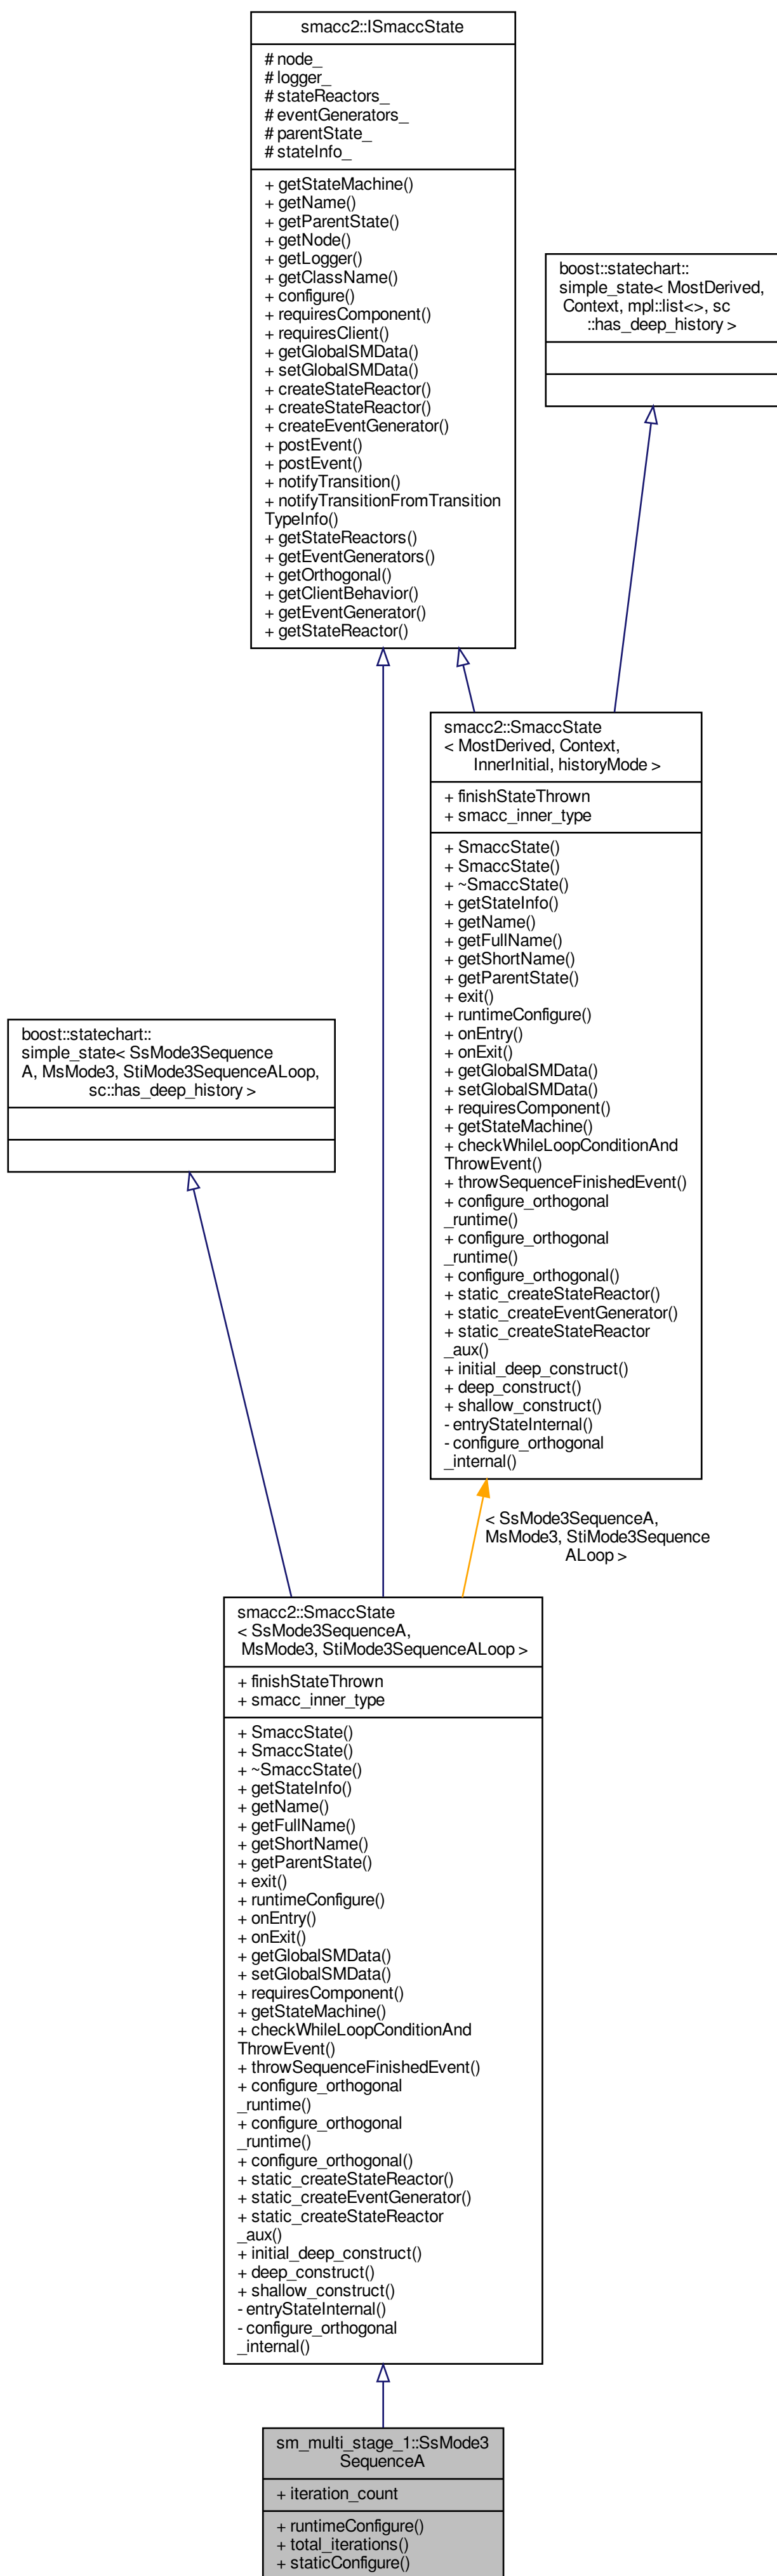 smacc2::ISmaccState
# node_
# logger_
# stateReactors_
# eventGenerators_
# parentState_
# stateInfo_
+ getStateMachine()
+ getName()
+ getParentState()
+ getNode()
+ getLogger()
+ getClassName()
+ configure()
+ requiresComponent()
+ requiresClient()
+ getGlobalSMData()
+ setGlobalSMData()
+ createStateReactor()
+ createStateReactor()
+ createEventGenerator()
+ postEvent()
+ postEvent()
+ notifyTransition()
+ notifyTransitionFromTransition
TypeInfo()
+ getStateReactors()
+ getEventGenerators()
+ getOrthogonal()
+ getClientBehavior()
+ getEventGenerator()
+ getStateReactor()
boost::statechart::
simple_state< MostDerived,
Context, mpl::list<>, sc
::has_deep_history >
smacc2::SmaccState
< MostDerived, Context,
InnerInitial, historyMode >
+ finishStateThrown
+ smacc_inner_type
+ SmaccState()
+ SmaccState()
+ ~SmaccState()
+ getStateInfo()
+ getName()
+ getFullName()
+ getShortName()
+ getParentState()
+ exit()
+ runtimeConfigure()
+ onEntry()
+ onExit()
+ getGlobalSMData()
+ setGlobalSMData()
+ requiresComponent()
+ getStateMachine()
+ checkWhileLoopConditionAnd
ThrowEvent()
+ throwSequenceFinishedEvent()
+ configure_orthogonal
_runtime()
+ configure_orthogonal
_runtime()
+ configure_orthogonal()
+ static_createStateReactor()
+ static_createEventGenerator()
+ static_createStateReactor
_aux()
+ initial_deep_construct()
+ deep_construct()
+ shallow_construct()
- entryStateInternal()
- configure_orthogonal
_internal()
boost::statechart::
simple_state< SsMode3Sequence
A, MsMode3, StiMode3SequenceALoop,
sc::has_deep_history >
< SsMode3SequenceA,
MsMode3, StiMode3Sequence
ALoop >
smacc2::SmaccState
< SsMode3SequenceA,
MsMode3, StiMode3SequenceALoop >
+ finishStateThrown
+ smacc_inner_type
+ SmaccState()
+ SmaccState()
+ ~SmaccState()
+ getStateInfo()
+ getName()
+ getFullName()
+ getShortName()
+ getParentState()
+ exit()
+ runtimeConfigure()
+ onEntry()
+ onExit()
+ getGlobalSMData()
+ setGlobalSMData()
+ requiresComponent()
+ getStateMachine()
+ checkWhileLoopConditionAnd
ThrowEvent()
+ throwSequenceFinishedEvent()
+ configure_orthogonal
_runtime()
+ configure_orthogonal
_runtime()
+ configure_orthogonal()
+ static_createStateReactor()
+ static_createEventGenerator()
+ static_createStateReactor
_aux()
+ initial_deep_construct()
+ deep_construct()
+ shallow_construct()
- entryStateInternal()
- configure_orthogonal
_internal()
sm_multi_stage_1::SsMode3
SequenceA
+ iteration_count
+ runtimeConfigure()
+ total_iterations()
+ staticConfigure()